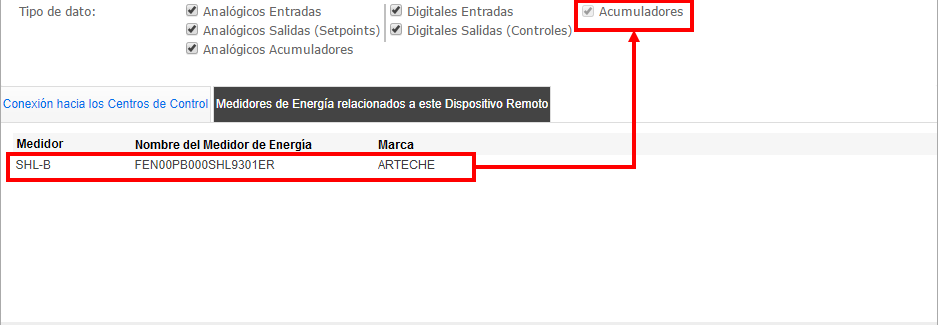 Tipo de dato: Analógicos Entradas Digitales Entradas Acumuladores
Analógicos Salidas (Setpoints) Digitales Salidas (Controles)
Analógicos Acumuladores
Conexión hacia los Centros de Control Medidores de Energía relacionados a este Dispositivo Remoto
Medidor Nombre del Medidor de Energía Marca
SHL-B FEN00PB000SHL9301ER ARTECHE